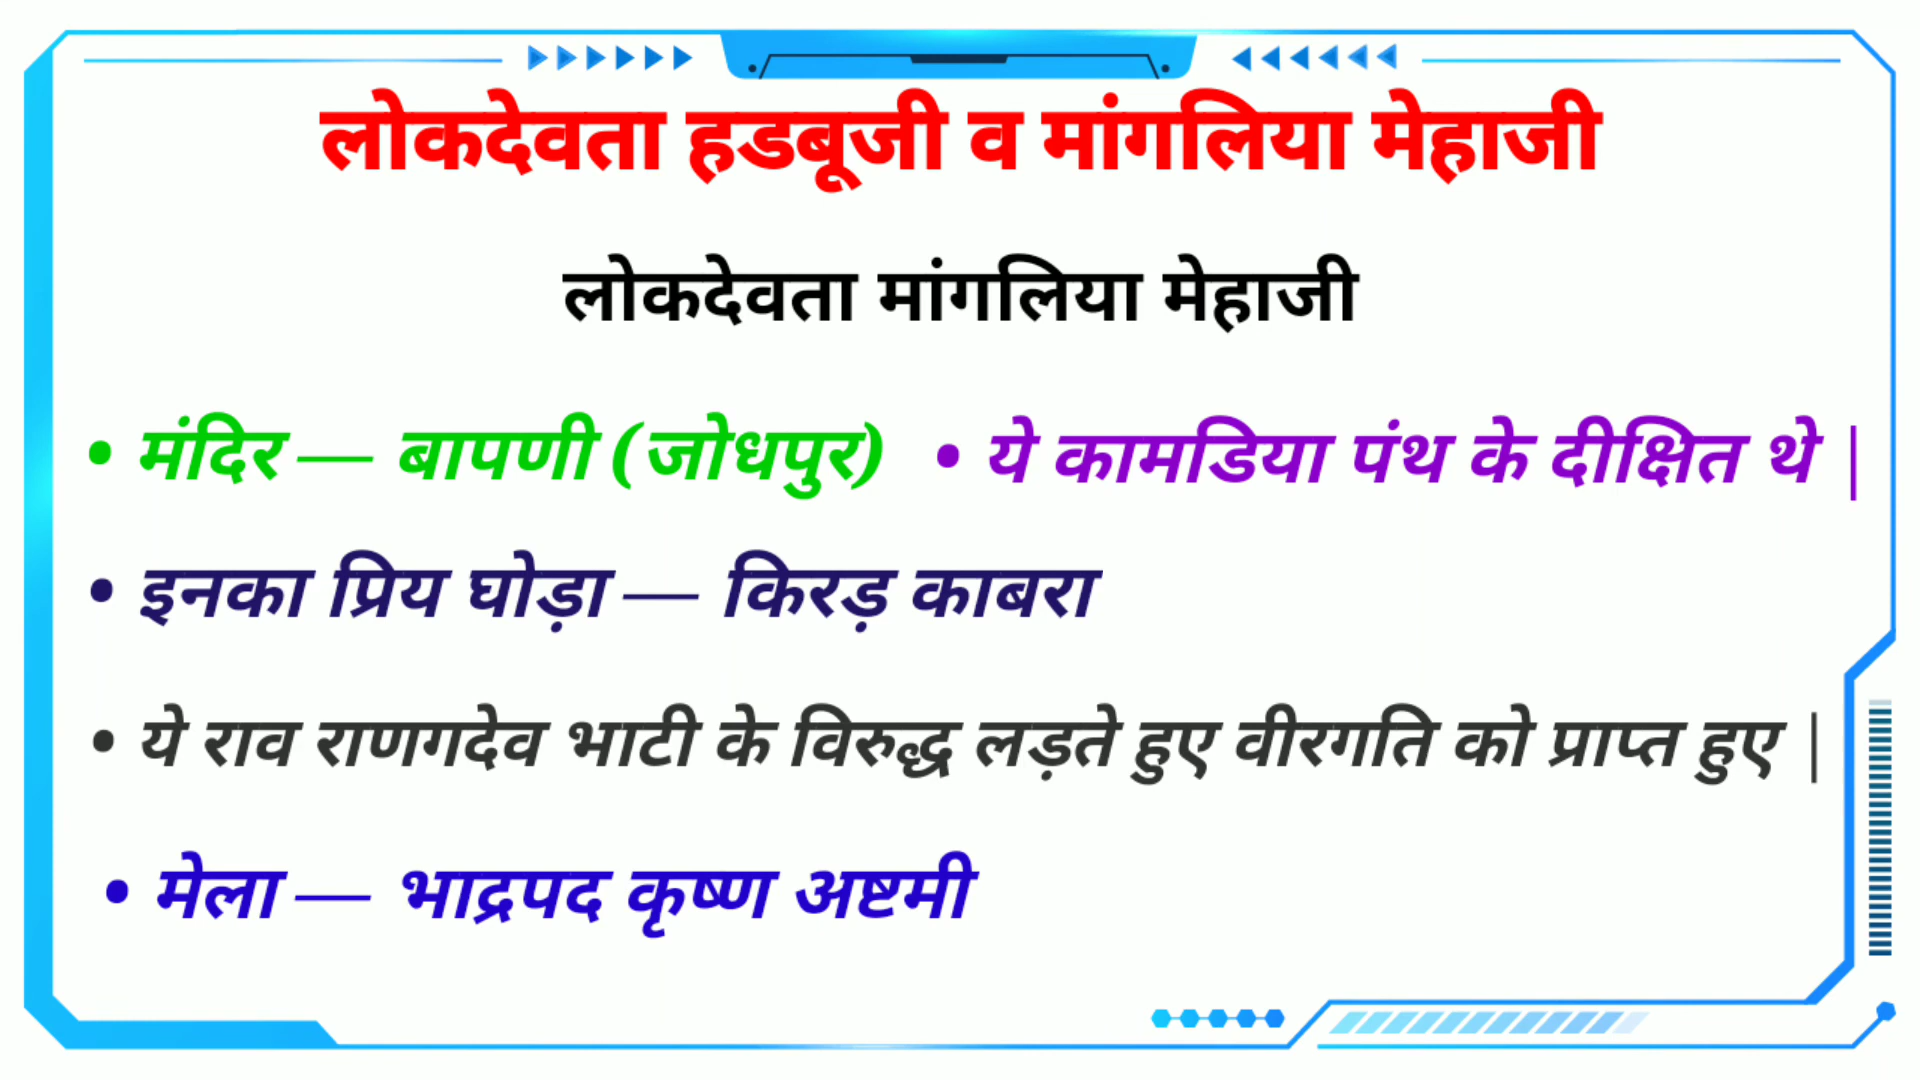 लोकदेवता हडबूजी व मांगलिया मेहाजी
लोकदेवता मांगलिया मेहाजी
• मंदिर — बापणी (जोधपुर) • ये कामडिया पंथ के दीक्षित थे |
• इनका प्रिय घोड़ा — किरड़ काबरा
• ये राव राणगदेव भाटी के विरुद्ध लड़ते हुए वीरगति को प्राप्त हुए |
• मेला — भाद्रपद कृष्ण अष्टमी